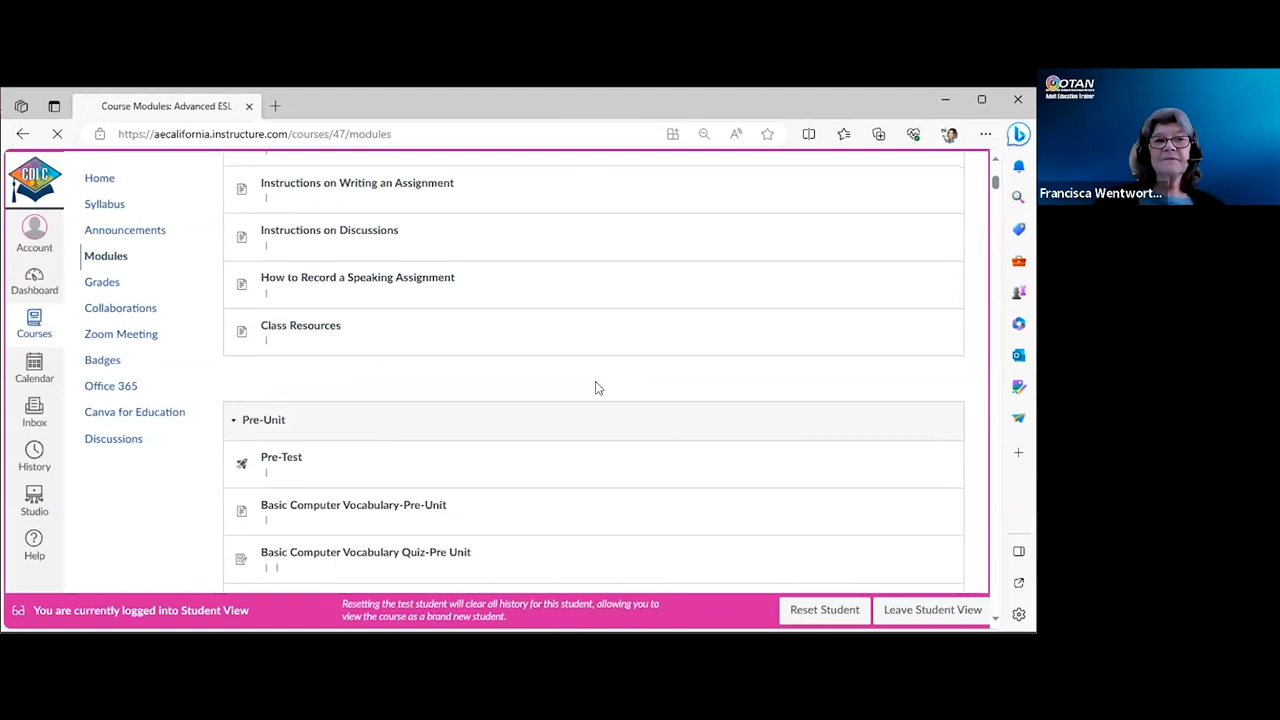 Course Modules: Advanced ESL
https://aecalifornia.instructure.com/courses/47/modules
OTAN
Adult Education Trainer
Francisca Wentwort...
CDLC
Account
Dashboard
Courses
Calendar
Inbox
History
Studio
Help
Home
Syllabus
Announcements
Modules
Grades
Collaborations
Zoom Meeting
Badges
Office 365
Canva for Education
Discussions
Instructions on Writing an Assignment
Instructions on Discussions
How to Record a Speaking Assignment
Class Resources
Pre-Unit
Pre-Test
Basic Computer Vocabulary-Pre-Unit
Basic Computer Vocabulary Quiz-Pre Unit
You are currently logged into Student View
Resetting the test student will clear all history for this student, allowing you to
view the course as a brand new student.
Reset Student
Leave Student View